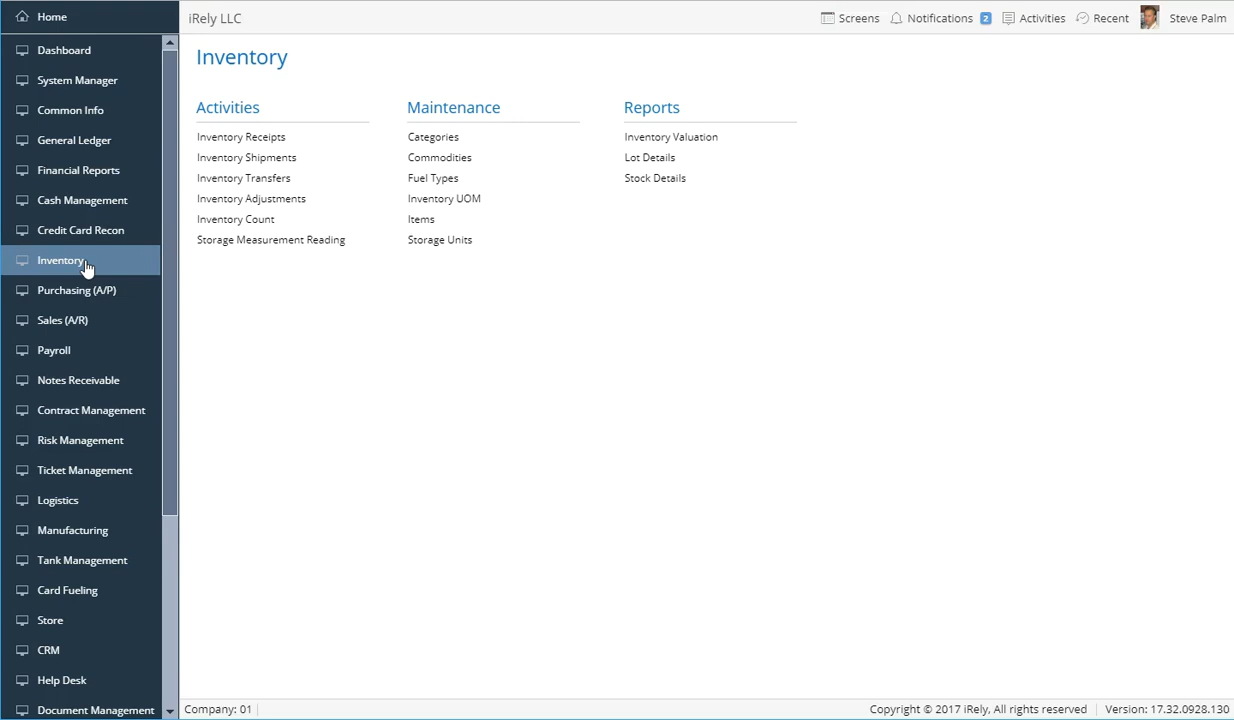 Home
iRely LLC
Screens
Notifications 2
Activities
Recent
Steve Palm
Dashboard
System Manager
Common Info
General Ledger
Financial Reports
Cash Management
Credit Card Recon
Inventory
Purchasing (A/P)
Sales (A/R)
Payroll
Notes Receivable
Contract Management
Risk Management
Ticket Management
Logistics
Manufacturing
Tank Management
Card Fueling
Store
CRM
Help Desk
Document Management
Inventory
Activities
Inventory Receipts
Inventory Shipments
Inventory Transfers
Inventory Adjustments
Inventory Count
Storage Measurement Reading
Maintenance
Categories
Commodities
Fuel Types
Inventory UOM
Items
Storage Units
Reports
Inventory Valuation
Lot Details
Stock Details
Company: 01
Copyright © 2017 iRely, All rights reserved
Version: 17.32.0928.130